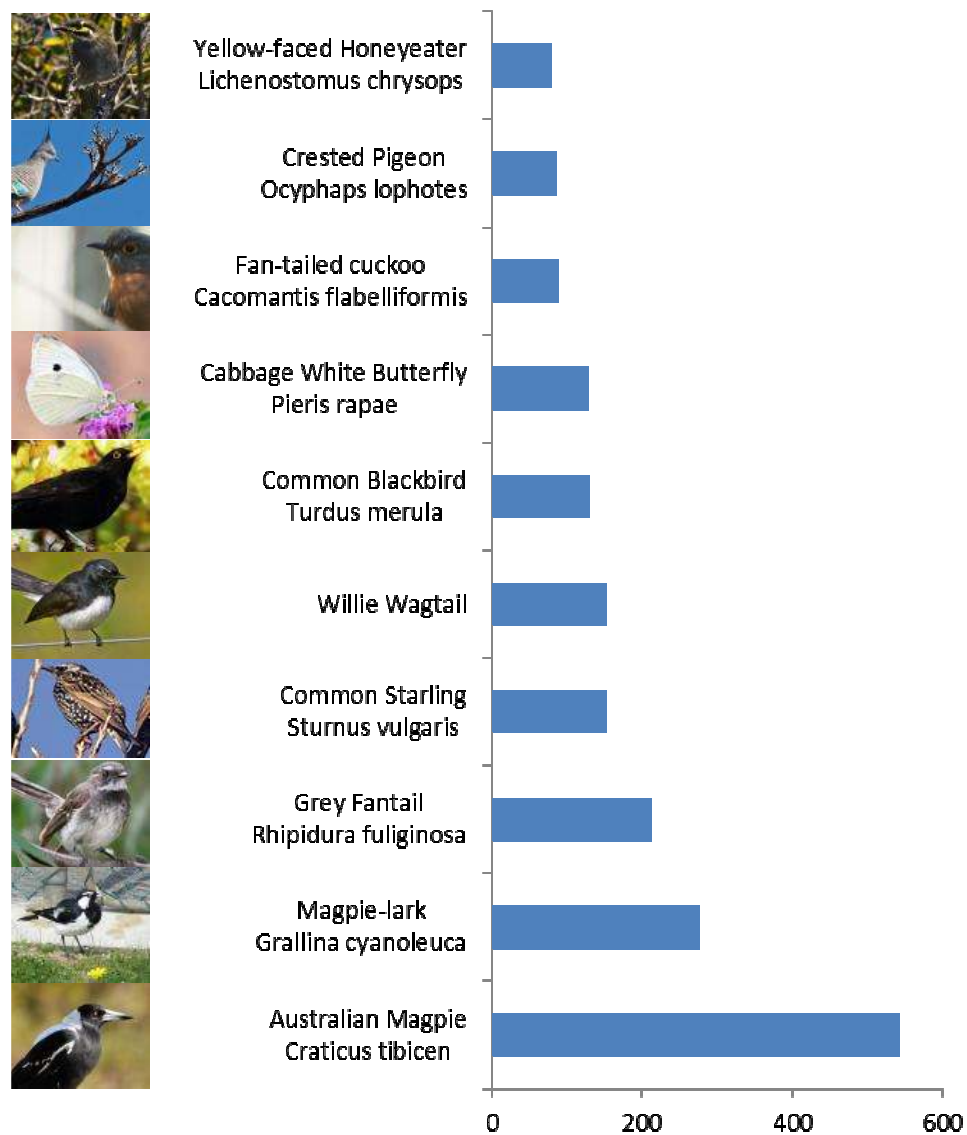 Yellow-faced Honeyeater
Lichenostomus chrysops
Crested Pigeon
Ocyphaps lophotes
Fan-tailed cuckoo
Cacomantis flabelliformis
Cabbage White Butterfly
Pieris rapae
Common Blackbird
Turdus merula
Willie Wagtail
Common Starling
Sturnus vulgaris
Grey Fantail
Rhipidura fuliginosa
Magpie-lark
Grallina cyanoleuca
Australian Magpie
Craticus tibicen
0 200 400 600